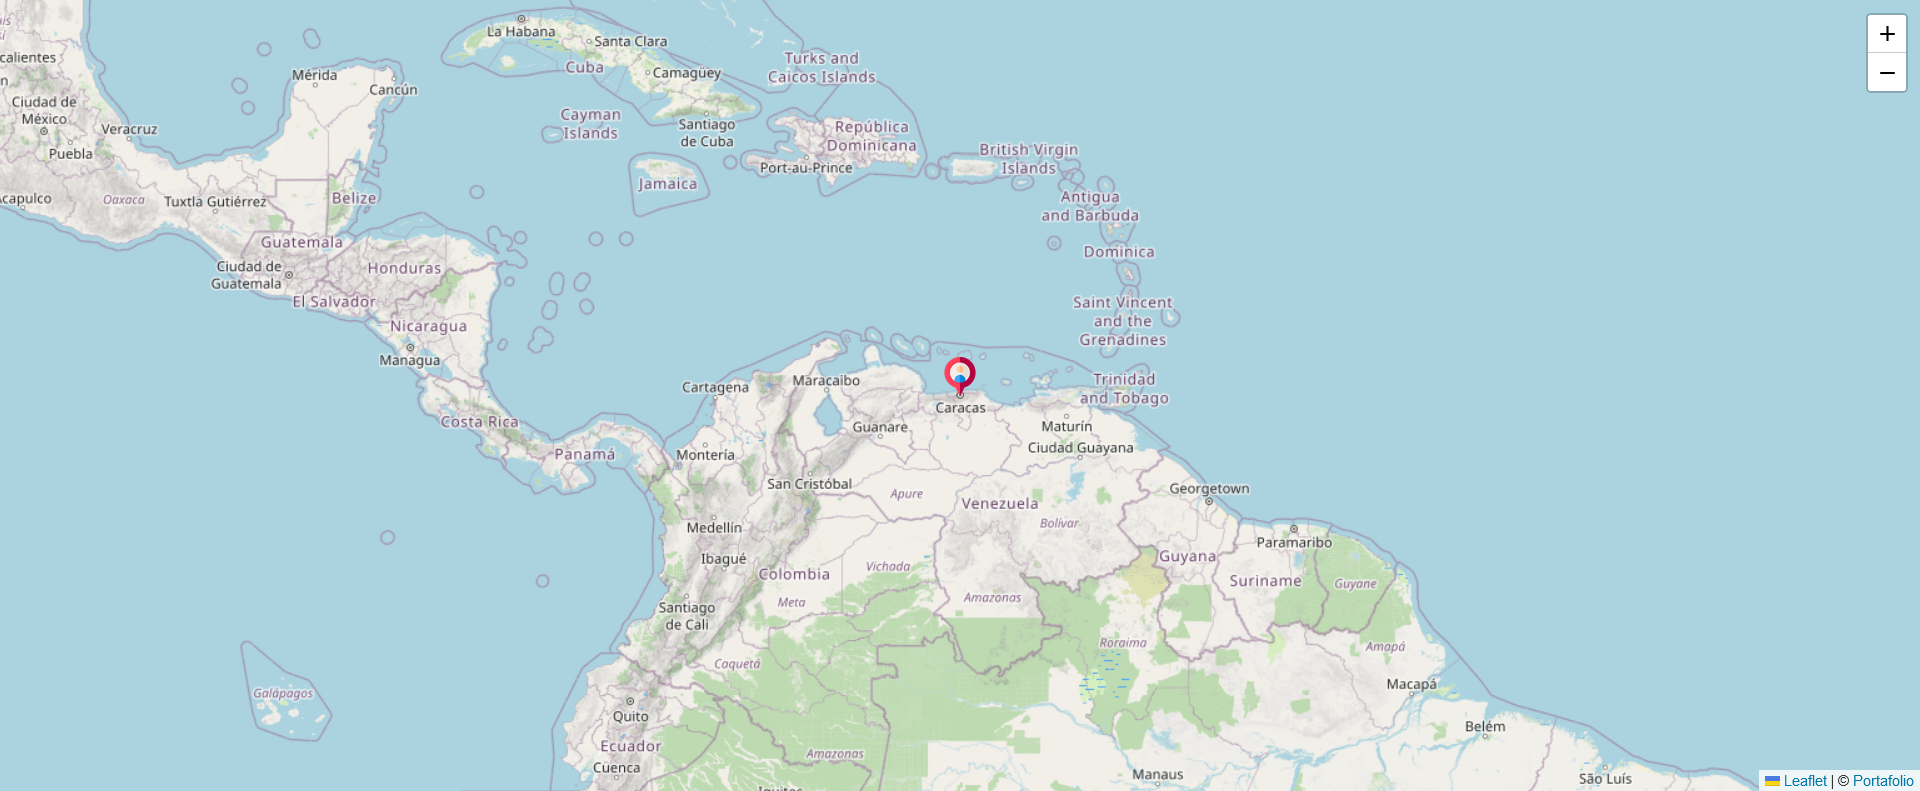 La Habana
Santa Clara
Cuba
Camagüey
Turks and
Caicos Islands
calientes
Mérida
Cancún
Ciudad de
México
Veracruz
Puebla
Cayman
Islands
Santiago
de Cuba
República
Dominicana
Port-au-Prince
British Virgin
Islands
Jamaica
Acapulco
Oaxaca
Tuxtla Gutiérrez
Belize
Antigua
and Barbuda
Guatemala
Honduras
Dominica
Ciudad de
Guatemala
El Salvador
Nicaragua
Managua
Saint Vincent
and the
Grenadines
Cartagena
Maracaibo
Caracas
Trinidad
and Tobago
Costa Rica
Guanare
Maturín
Panamá
Montería
Ciudad Guayana
San Cristóbal
Apure
Venezuela
Georgetown
Medellín
Bolívar
Paramaribo
Ibagué
Colombia
Vichada
Guyana
Suriname
Guyane
Meta
Amazonas
Santiago
de Cali
Roraima
Amapá
Caquetá
Galápagos
Macapá
Quito
Belém
Ecuador
Amazonas
Cuenca
Manaus
São Luís
Iquitos
+
−
Leaflet | © Portafolio